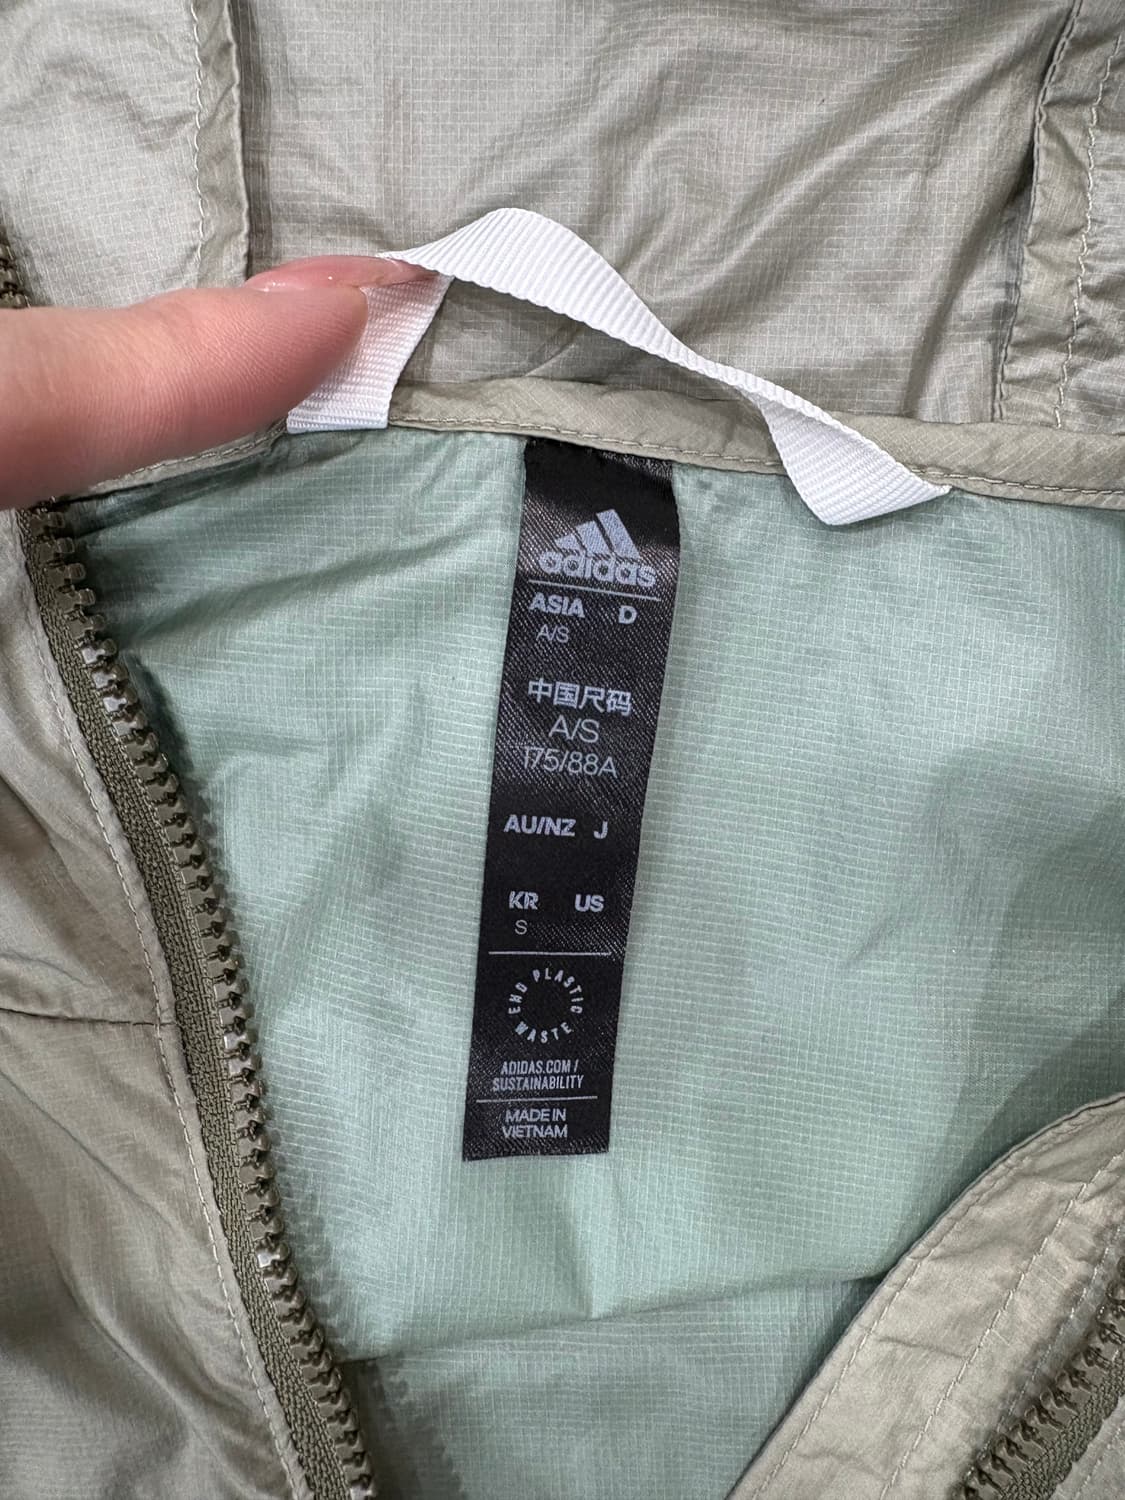 adidas
ASIA D
A/S
中国尺码
A/S
175/88A
AU/NZ J
KR US
S
END PLASTIC WASTE
ADIDAS.COM/
SUSTAINABILITY
MADE IN
VIETNAM